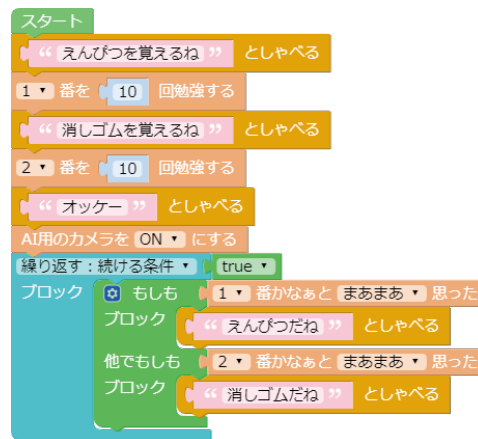 スタート
“ えんぴつを覚えるね ” としゃべる
1 ▾ 番を 10 回勉強する
“ 消しゴムを覚えるね ” としゃべる
2 ▾ 番を 10 回勉強する
“ オッケー ” としゃべる
AI用のカメラを ON ▾ にする
繰り返す：続ける条件 ▾ true ▾
ブロック もしも 1 ▾ 番かなぁと まあまあ ▾ 思った
ブロック “ えんぴつだね ” としゃべる
他でもしも 2 ▾ 番かなぁと まあまあ ▾ 思った
ブロック “ 消しゴムだね ” としゃべる